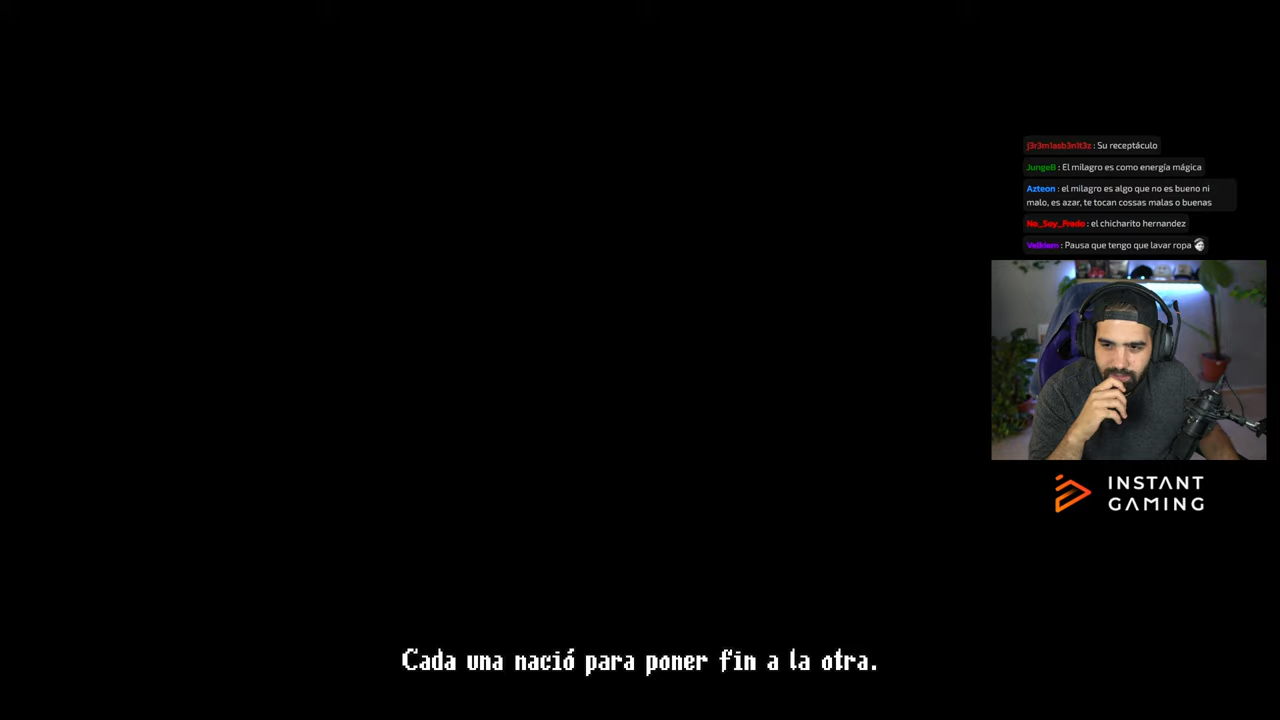 j3r3m1asb3n1t3z : Su receptáculo
JungeB : El milagro es como energía mágica
Azteon : el milagro es algo que no es bueno ni
malo, es azar, te tocan cossas malas o buenas
No_Soy_Fredo : el chicharito hernandez
Velklem : Pausa que tengo que lavar ropa
INSTANT
GAMING
Cada una nació para poner fin a la otra.